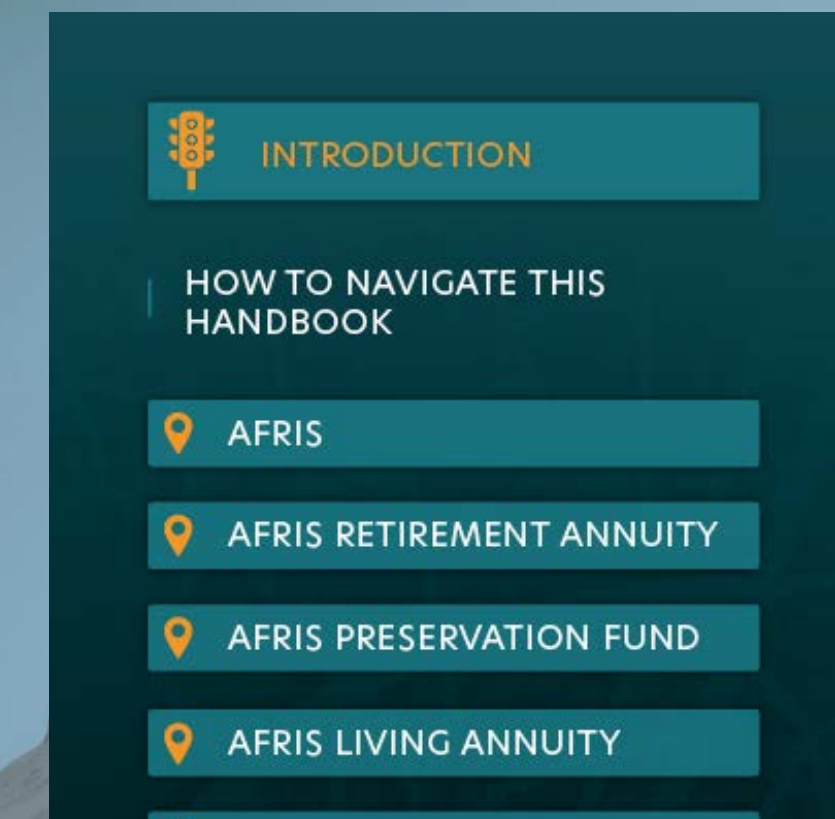 INTRODUCTION
HOW TO NAVIGATE THIS
HANDBOOK
AFRIS
AFRIS RETIREMENT ANNUITY
AFRIS PRESERVATION FUND
AFRIS LIVING ANNUITY